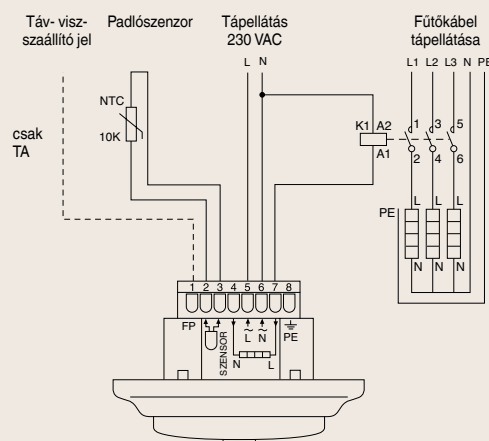 Táv- visz-
szaállító jel
Padlószenzor
Tápellátás
230 VAC
Fűtőkábel
tápellátása
L N
L1 L2 L3 N PE
NTC
10K
csak
TA
K1 A2
A1
1 3 5
2 4 6
PE
L L L
N N N
1 2 3 4 5 6 7 8
FP
SZENSOR
L N
PE
N L